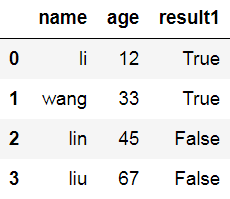 name age result1
0 li 12 True
1 wang 33 True
2 lin 45 False
3 liu 67 False